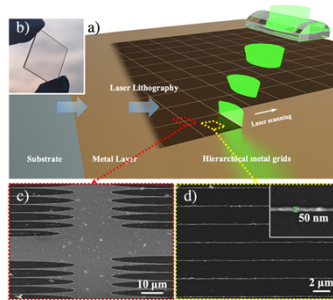 b)
a)
Laser Lithography
Laser scanning
Substrate
Metal Layer
Hierarchical metal grids
c)
10 μm
d)
50 nm
2 μm